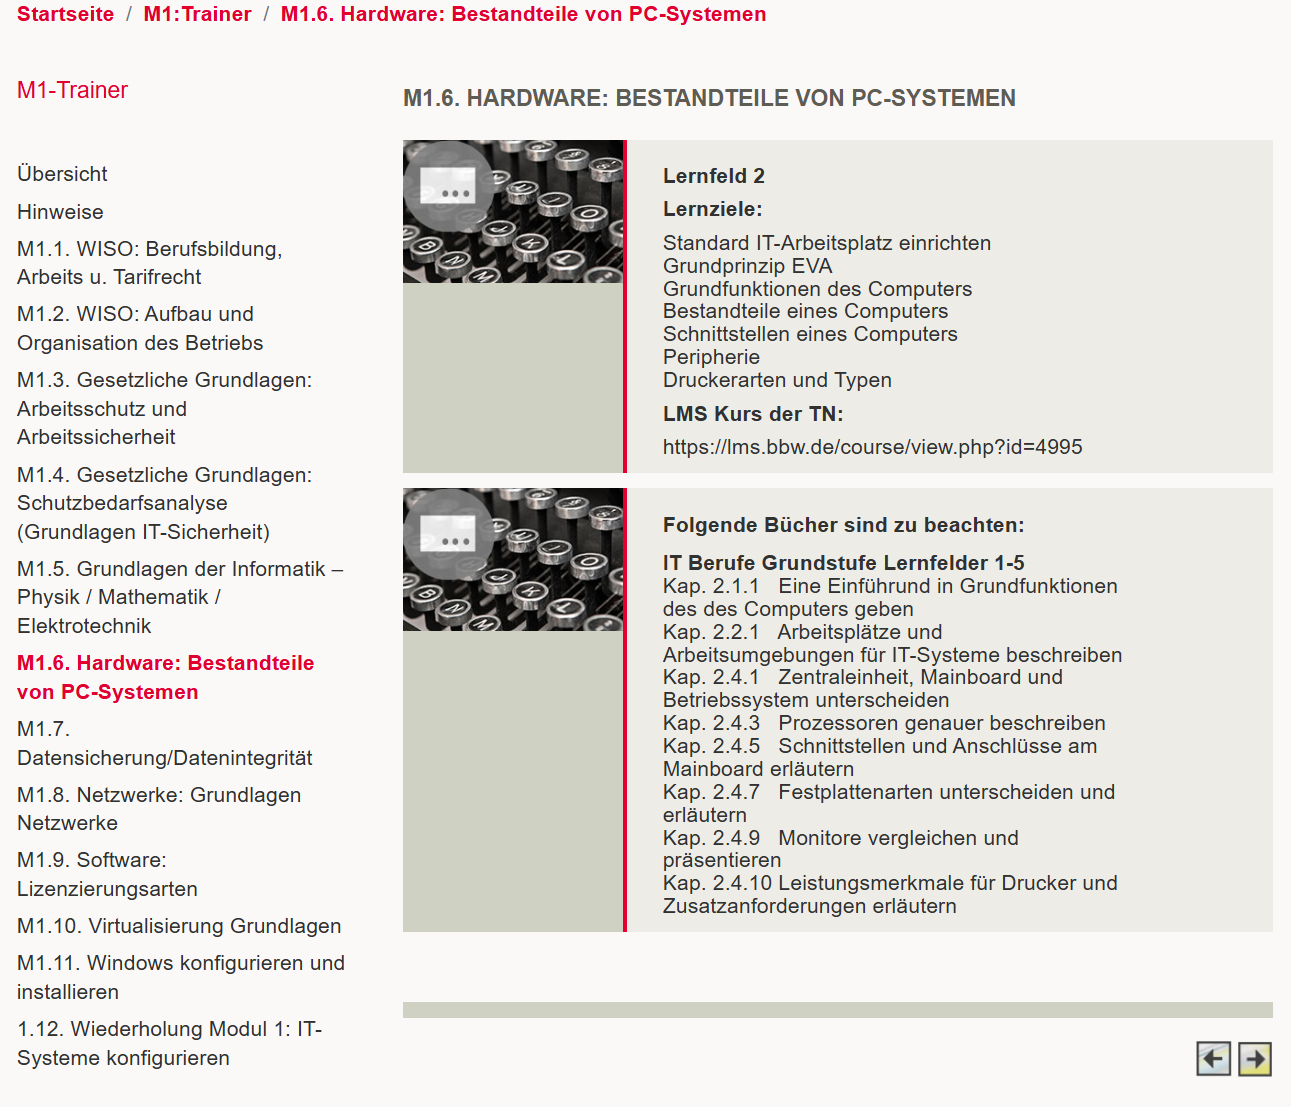 Startseite / M1:Trainer / M1.6. Hardware: Bestandteile von PC-Systemen
M1-Trainer
Übersicht
Hinweise
M1.1. WISO: Berufsbildung,
Arbeits u. Tarifrecht
M1.2. WISO: Aufbau und
Organisation des Betriebs
M1.3. Gesetzliche Grundlagen:
Arbeitsschutz und
Arbeitssicherheit
M1.4. Gesetzliche Grundlagen:
Schutzbedarfsanalyse
(Grundlagen IT-Sicherheit)
M1.5. Grundlagen der Informatik –
Physik / Mathematik /
Elektrotechnik
M1.6. Hardware: Bestandteile
von PC-Systemen
M1.7.
Datensicherung/Datenintegrität
M1.8. Netzwerke: Grundlagen
Netzwerke
M1.9. Software:
Lizenzierungsarten
M1.10. Virtualisierung Grundlagen
M1.11. Windows konfigurieren und
installieren
1.12. Wiederholung Modul 1: IT-
Systeme konfigurieren
M1.6. HARDWARE: BESTANDTEILE VON PC-SYSTEMEN
Lernfeld 2
Lernziele:
Standard IT-Arbeitsplatz einrichten
Grundprinzip EVA
Grundfunktionen des Computers
Bestandteile eines Computers
Schnittstellen eines Computers
Peripherie
Druckerarten und Typen
LMS Kurs der TN:
https://lms.bbw.de/course/view.php?id=4995
Folgende Bücher sind zu beachten:
IT Berufe Grundstufe Lernfelder 1-5
Kap. 2.1.1 Eine Einführund in Grundfunktionen
des des Computers geben
Kap. 2.2.1 Arbeitsplätze und
Arbeitsumgebungen für IT-Systeme beschreiben
Kap. 2.4.1 Zentraleinheit, Mainboard und
Betriebssystem unterscheiden
Kap. 2.4.3 Prozessoren genauer beschreiben
Kap. 2.4.5 Schnittstellen und Anschlüsse am
Mainboard erläutern
Kap. 2.4.7 Festplattenarten unterscheiden und
erläutern
Kap. 2.4.9 Monitore vergleichen und
präsentieren
Kap. 2.4.10 Leistungsmerkmale für Drucker und
Zusatzanforderungen erläutern